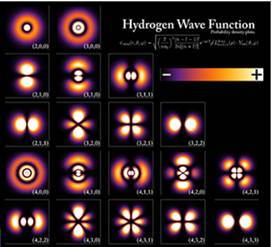 Hydrogen Wave Function
Probability density plots.
− +
(2,0,0) (3,0,0)
(2,1,0) (3,1,0) (3,1,1)
(2,1,1) (3,2,0) (3,2,1) (3,2,2)
(4,0,0) (4,1,0) (4,1,1) (4,2,0) (4,2,1)
(4,2,2) (4,3,0) (4,3,1) (4,3,2) (4,3,3)